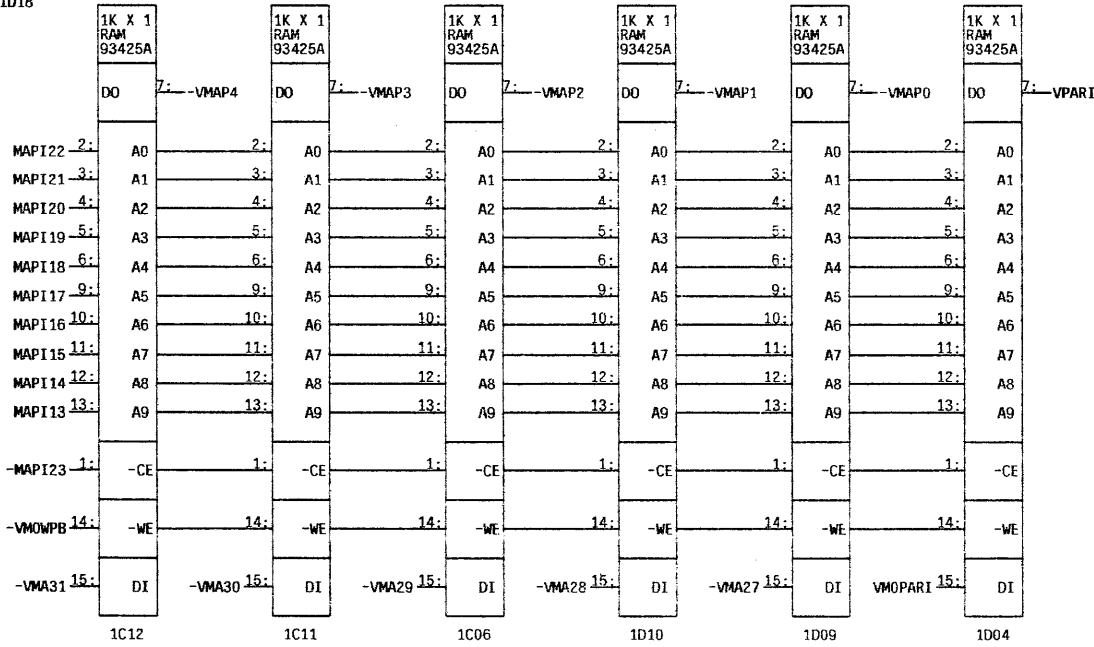 1D18
1K X 1 1K X 1 1K X 1 1K X 1 1K X 1 1K X 1
RAM RAM RAM RAM RAM RAM
93425A 93425A 93425A 93425A 93425A 93425A
DO 7: -VMAP4 DO 7: -VMAP3 DO 7: -VMAP2 DO 7: -VMAP1 DO 7: -VMAP0 DO 7: -VPARI
MAPI22 2: A0 2: A0 2: A0 2: A0 2: A0 2: A0
MAPI21 3: A1 3: A1 3: A1 3: A1 3: A1 3: A1
MAPI20 4: A2 4: A2 4: A2 4: A2 4: A2 4: A2
MAPI19 5: A3 5: A3 5: A3 5: A3 5: A3 5: A3
MAPI18 6: A4 6: A4 6: A4 6: A4 6: A4 6: A4
MAPI17 9: A5 9: A5 9: A5 9: A5 9: A5 9: A5
MAPI16 10: A6 10: A6 10: A6 10: A6 10: A6 10: A6
MAPI15 11: A7 11: A7 11: A7 11: A7 11: A7 11: A7
MAPI14 12: A8 12: A8 12: A8 12: A8 12: A8 12: A8
MAPI13 13: A9 13: A9 13: A9 13: A9 13: A9 13: A9
-MAPI23 1: -CE 1: -CE 1: -CE 1: -CE 1: -CE 1: -CE
-VM0WPB 14: -WE 14: -WE 14: -WE 14: -WE 14: -WE 14: -WE
-VMA31 15: DI -VMA30 15: DI -VMA29 15: DI -VMA28 15: DI -VMA27 15: DI VM0PARI 15: DI
1C12 1C11 1C06 1D10 1D09 1D04